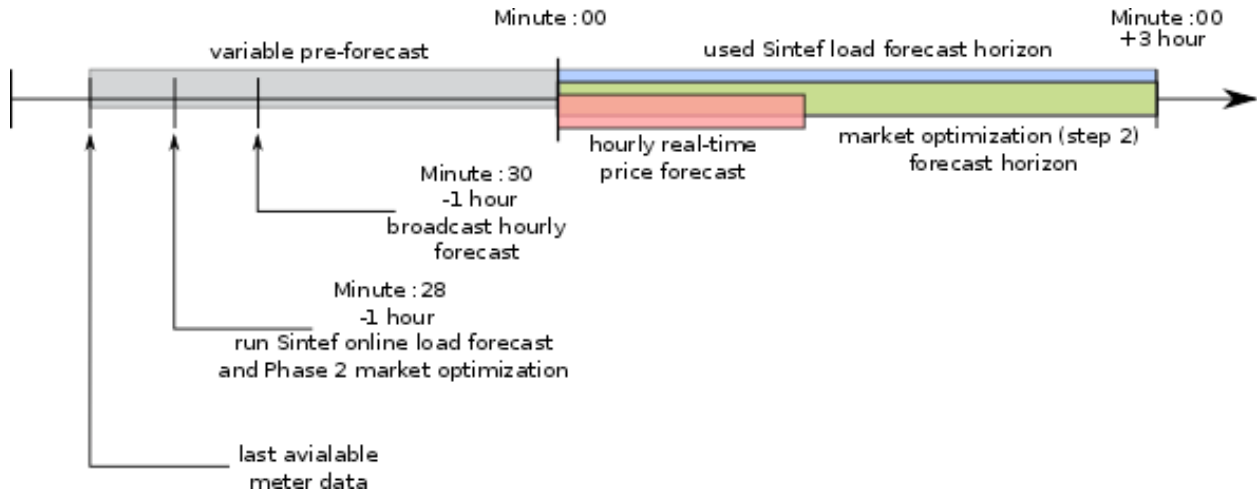 Minute :00
Minute :00
+3 hour
variable pre-forecast
used Sintef load forecast horizon
hourly real-time
price forecast
market optimization (step 2)
forecast horizon
Minute :30
-1 hour
broadcast hourly
forecast
Minute :28
-1 hour
run Sintef online load forecast
and Phase 2 market optimization
last avialable
meter data